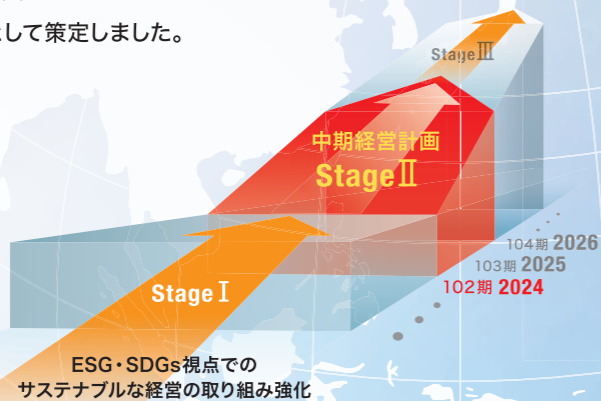 して策定しました。
StageⅢ
中期経営計画
StageⅡ
104期 2026
103期 2025
102期 2024
StageⅠ
ESG・SDGs視点での
サステナブルな経営の取り組み強化